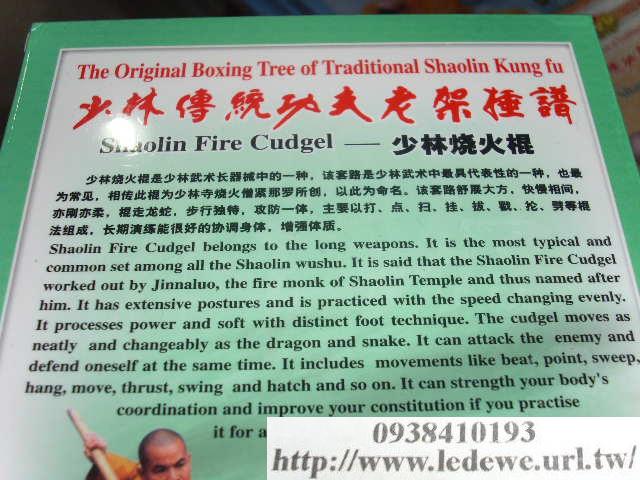 The Original Boxing Tree of Traditional Shaolin Kung fu
少林傳統功夫老架種譜
Shaolin Fire Cudgel —— 少林烧火棍
少林烧火棍是少林武术长器械中的一种，该套路是少林武术中最具代表性的一种，也最
为常见，相传此棍为少林寺烧火僧紧那罗所创，以此为命名。该套路舒展大方，快慢相间，
亦刚亦柔，棍走龙蛇，步行独特，攻防一体，主要以打、点、扫、挂、拔、戳、抡、劈等棍
法组成，长期演练能很好的协调身体，增强体质。
Shaolin Fire Cudgel belongs to the long weapons. It is the most typical and
common set among all the Shaolin wushu. It is said that the Shaolin Fire Cudgel
worked out by Jinnaluo, the fire monk of Shaolin Temple and thus named after
him. It has extensive postures and is practiced with the speed changing evenly.
It processes power and soft with distinct foot technique. The cudgel moves as
neatly and changeably as the dragon and snake. It can attack the enemy and
defend oneself at the same time. It includes movements like beat, point, sweep,
hang, move, thrust, swing and hatch and so on. It can strength your body's
coordination and improve your constitution if you practise
it for a
0938410193
http://www.ledewe.url.tw/